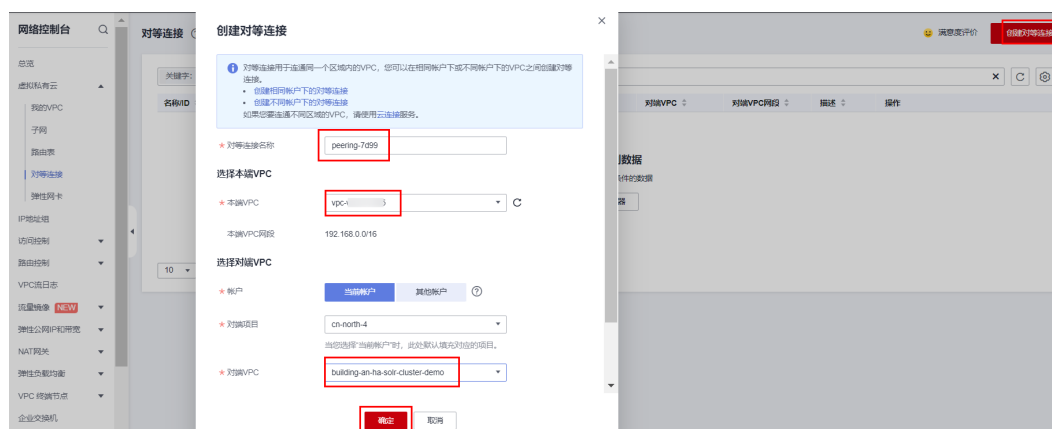 网络控制台
总览
虚拟私有云
我的VPC
子网
路由表
对等连接
弹性网卡
IP地址组
访问控制
路由控制
VPC流日志
流量镜像 NEW
弹性公网IP和带宽
NAT网关
弹性负载均衡
VPC 终端节点
企业交换机
对等连接
满意度评价
创建对等连接
关键字:
名称/ID
对端VPC
对端VPC网段
描述
操作
数据
件的数据
器
10
创建对等连接
对等连接用于连通同一个区域内的VPC，您可以在相同帐户下或不同帐户下的VPC之间创建对等
连接。
• 创建相同帐户下的对等连接
• 创建不同帐户下的对等连接
如果您要连通不同区域的VPC，请使用云连接服务。
* 对等连接名称 peering-7d99
选择本端VPC
* 本端VPC vpc-
本端VPC网段 192.168.0.0/16
选择对端VPC
* 帐户 当前帐户 其他帐户
* 对端项目 cn-north-4
当您选择“当前帐户”时，此处默认填充对应的项目。
* 对端VPC building-an-ha-solr-cluster-demo
确定 取消